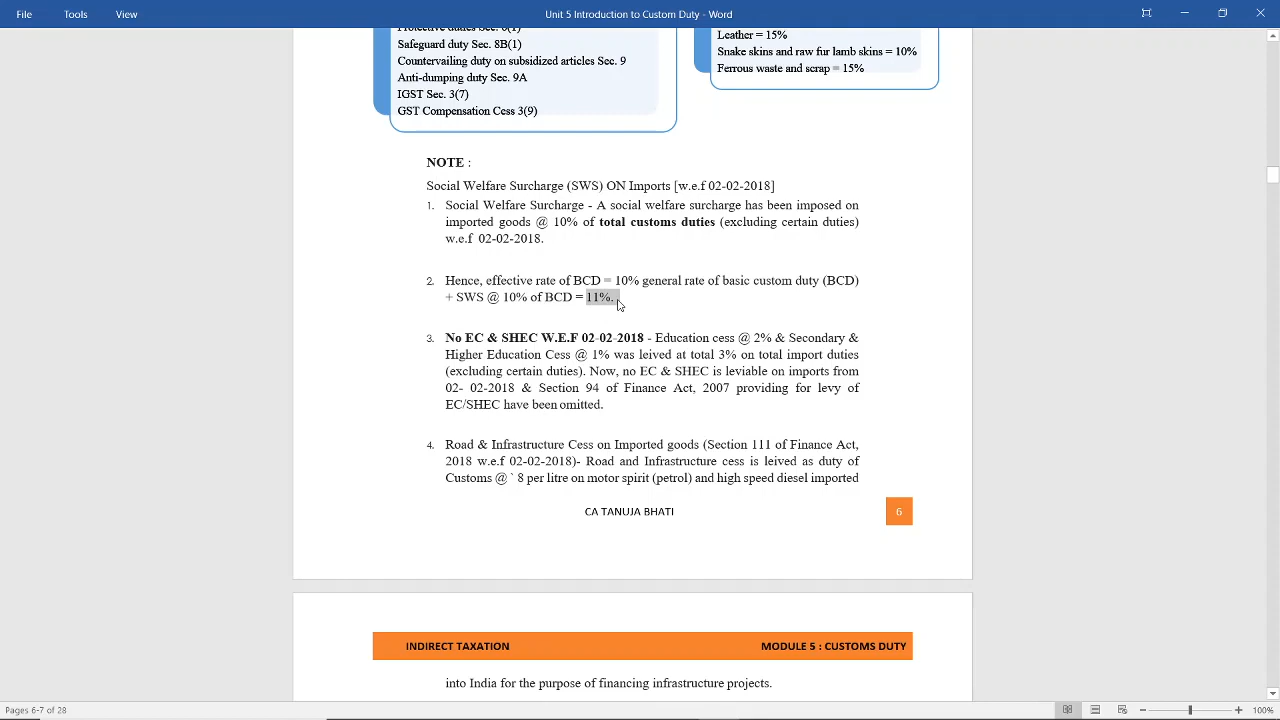 File Tools View Unit 5 Introduction to Custom Duty - Word
Protective duties Sec. 6(1)
Safeguard duty Sec. 8B(1)
Countervailing duty on subsidized articles Sec. 9
Anti-dumping duty Sec. 9A
IGST Sec. 3(7)
GST Compensation Cess 3(9)
Leather = 15%
Snake skins and raw fur lamb skins = 10%
Ferrous waste and scrap = 15%
NOTE :
Social Welfare Surcharge (SWS) ON Imports [w.e.f 02-02-2018]
1. Social Welfare Surcharge - A social welfare surcharge has been imposed on
imported goods @ 10% of total customs duties (excluding certain duties)
w.e.f 02-02-2018.
2. Hence, effective rate of BCD = 10% general rate of basic custom duty (BCD)
+ SWS @ 10% of BCD = 11%.
3. No EC & SHEC W.E.F 02-02-2018 - Education cess @ 2% & Secondary &
Higher Education Cess @ 1% was leived at total 3% on total import duties
(excluding certain duties). Now, no EC & SHEC is leviable on imports from
02- 02-2018 & Section 94 of Finance Act, 2007 providing for levy of
EC/SHEC have been omitted.
4. Road & Infrastructure Cess on Imported goods (Section 111 of Finance Act,
2018 w.e.f 02-02-2018)- Road and Infrastructure cess is leived as duty of
Customs @ ` 8 per litre on motor spirit (petrol) and high speed diesel imported
CA TANUJA BHATI 6
INDIRECT TAXATION MODULE 5 : CUSTOMS DUTY
into India for the purpose of financing infrastructure projects.
Pages 6-7 of 28 100%